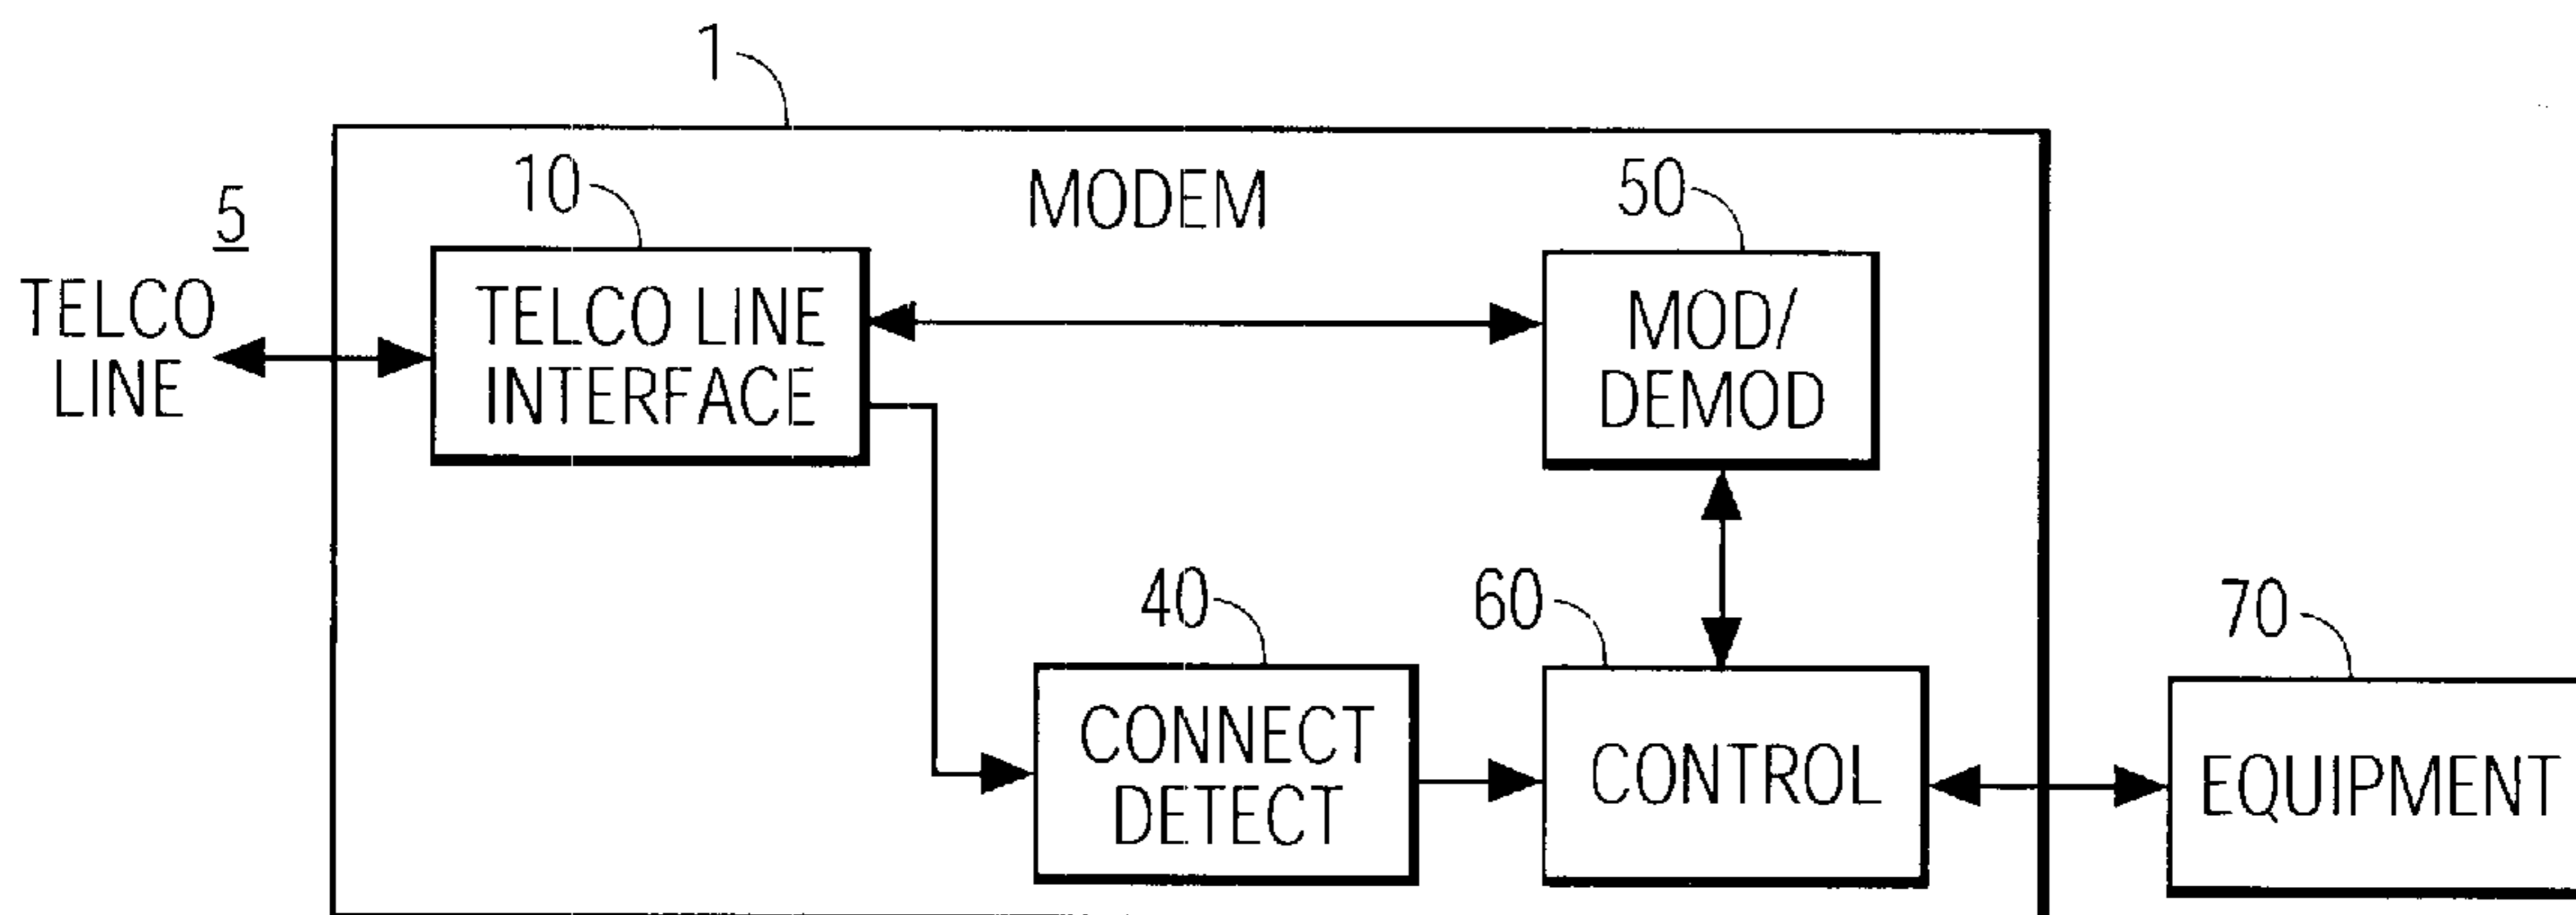 1
MODEM
10
50
5
TELCO
LINE
TELCO LINE
INTERFACE
MOD/
DEMOD
40
60
70
CONNECT
DETECT
CONTROL
EQUIPMENT